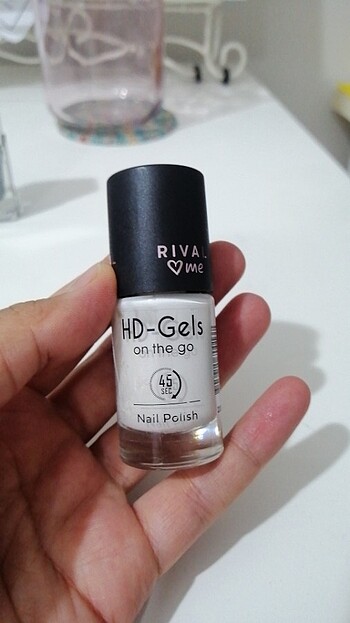 RIVAL
♡me
HD-Gels
on the go
45
SEC
Nail Polish